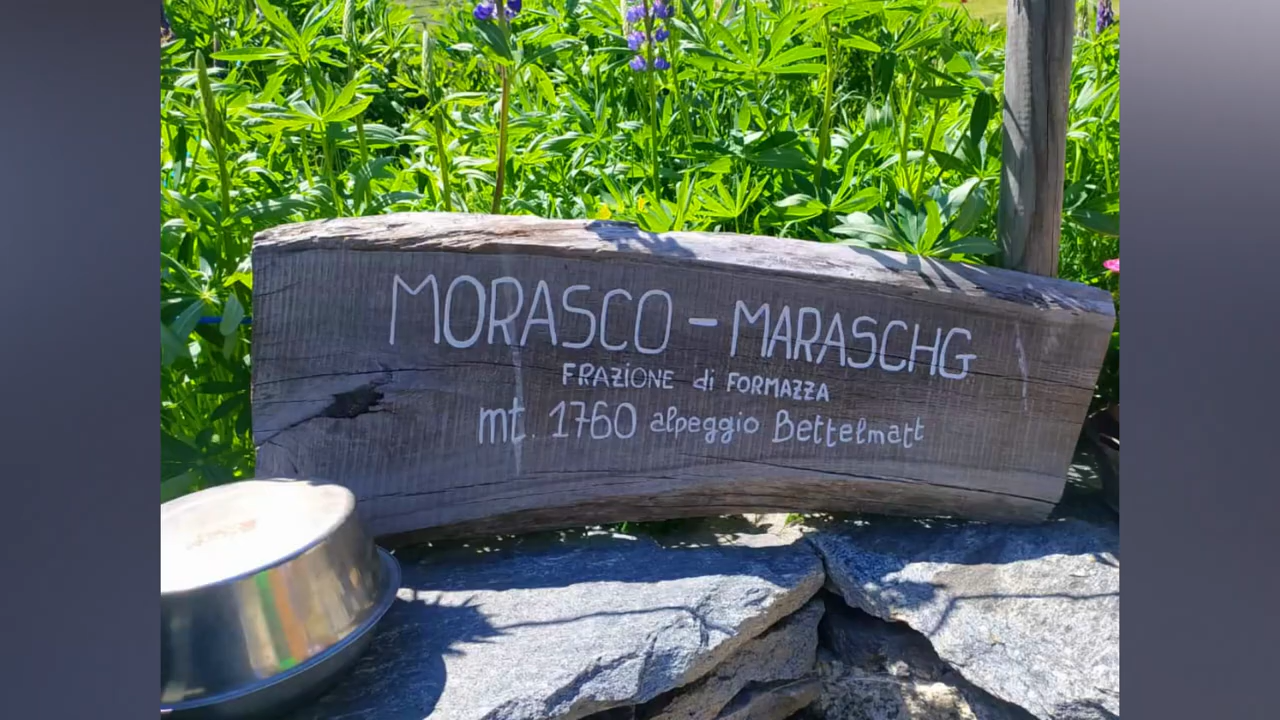 MORASCO - MARASCHG
FRAZIONE di FORMAZZA
mt. 1760 alpeggio Bettelmatt